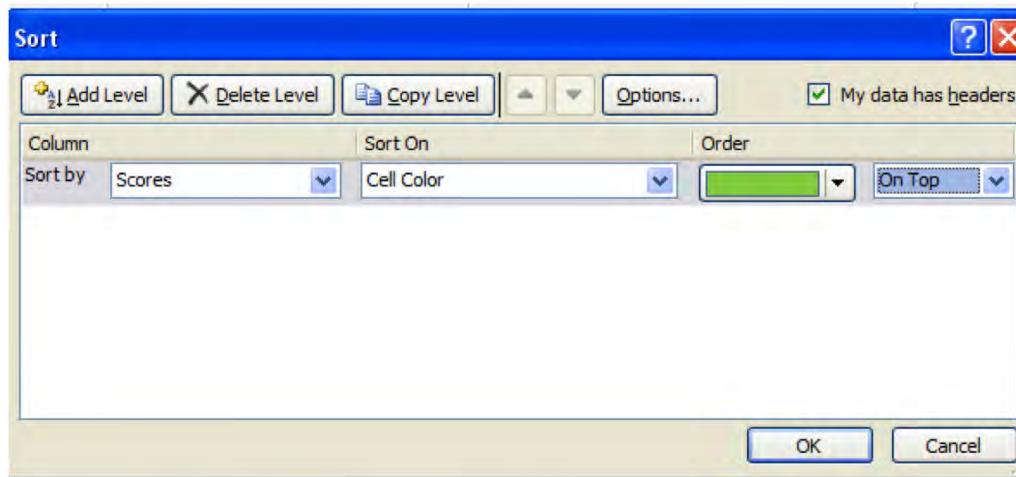 Sort
Add Level Delete Level Copy Level Options... My data has headers
Column Sort On Order
Sort by Scores Cell Color On Top
OK Cancel